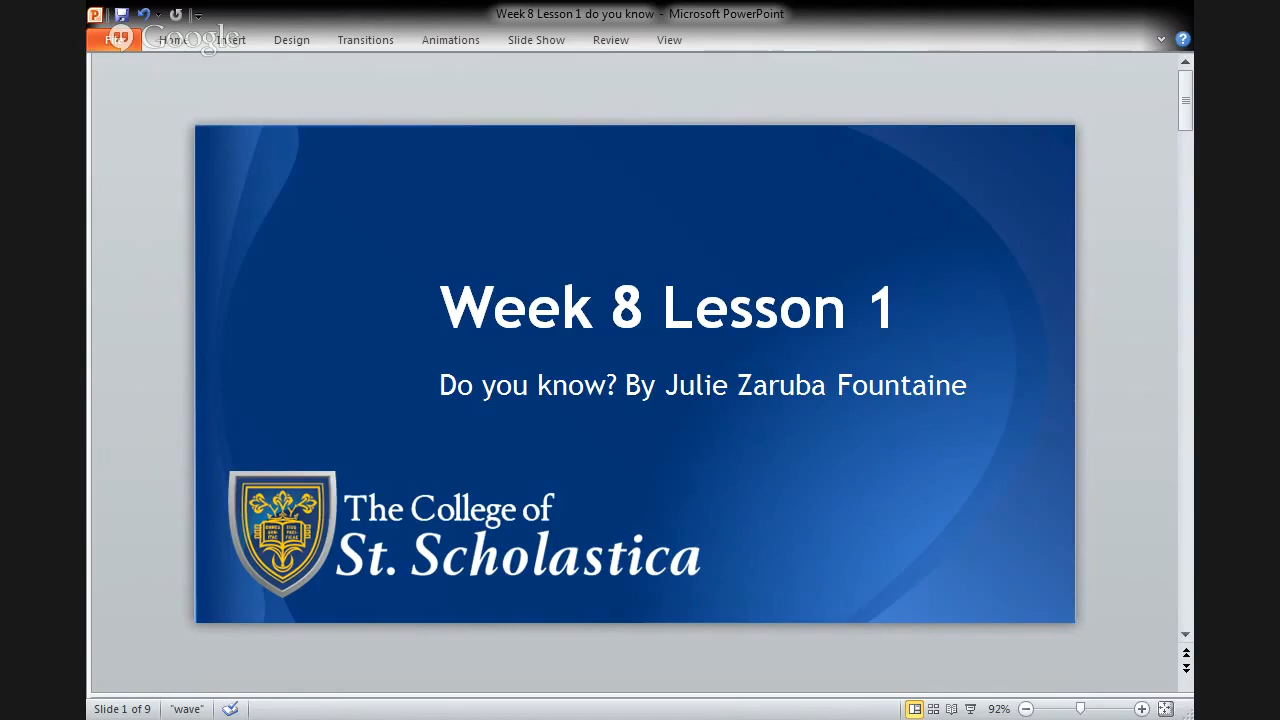 Week 8 Lesson 1 do you know - Microsoft PowerPoint
Google
Insert Design Transitions Animations Slide Show Review View
Week 8 Lesson 1
Do you know? By Julie Zaruba Fountaine
The College of
St. Scholastica
Slide 1 of 9 "wave" 92%